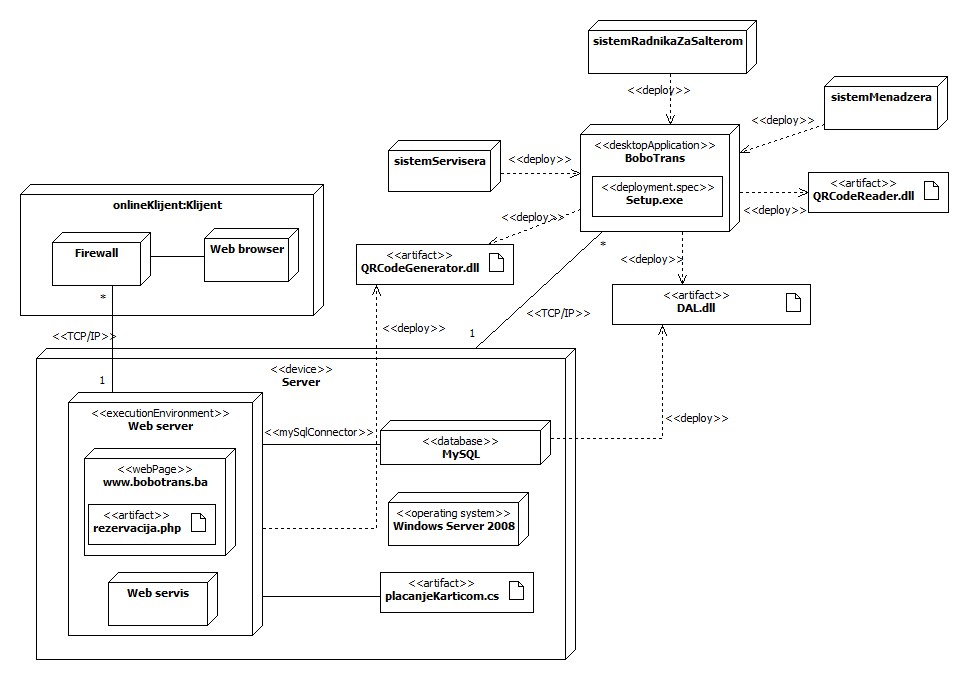 sistemRadnikaZaSalterom
<<deploy>>
sistemMenadzera
<<deploy>>
<<desktopApplication>>
BoboTrans
<<deployment.spec>>
Setup.exe
sistemServisera
<<deploy>>
<<artifact>>
QRCodeReader.dll
<<deploy>>
onlineKlijent:Klijent
Firewall
Web browser
<<deploy>>
<<artifact>>
QRCodeGenerator.dll
*
<<deploy>>
<<artifact>>
DAL.dll
*
<<TCP/IP>>
1
<<deploy>>
<<TCP/IP>>
1
<<device>>
Server
<<executionEnvironment>>
Web server
<<mySqlConnector>>
<<database>>
MySQL
<<deploy>>
<<webPage>>
www.bobotrans.ba
<<artifact>>
rezervacija.php
<<operating system>>
Windows Server 2008
Web servis
<<artifact>>
placanjeKarticom.cs